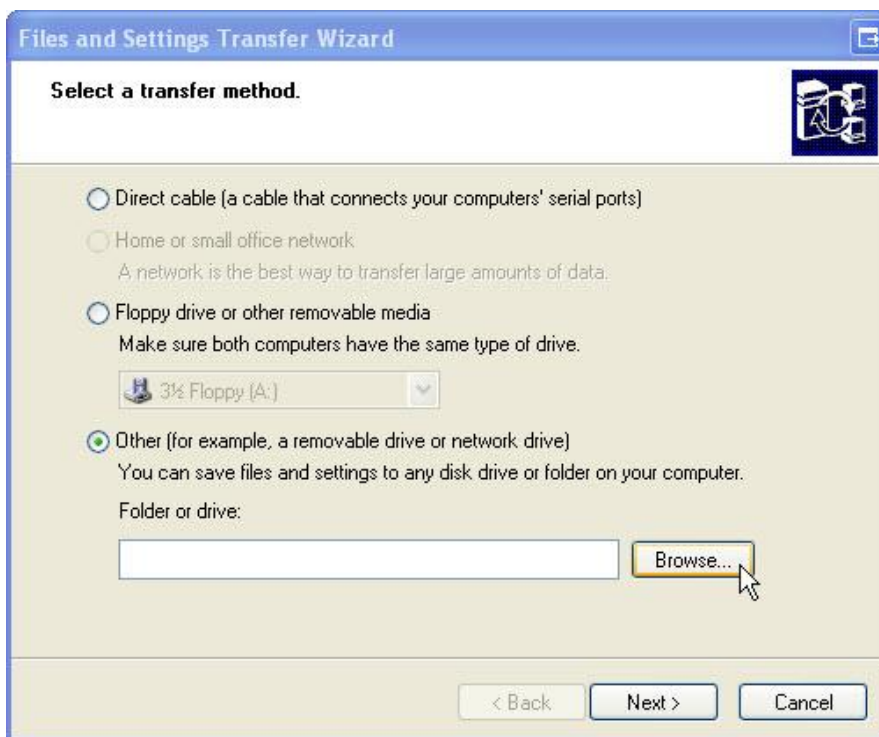 Files and Settings Transfer Wizard
Select a transfer method.
Direct cable (a cable that connects your computers' serial ports)
Home or small office network
A network is the best way to transfer large amounts of data.
Floppy drive or other removable media
Make sure both computers have the same type of drive.
3½ Floppy (A:)
Other (for example, a removable drive or network drive)
You can save files and settings to any disk drive or folder on your computer.
Folder or drive:
Browse...
< Back Next > Cancel